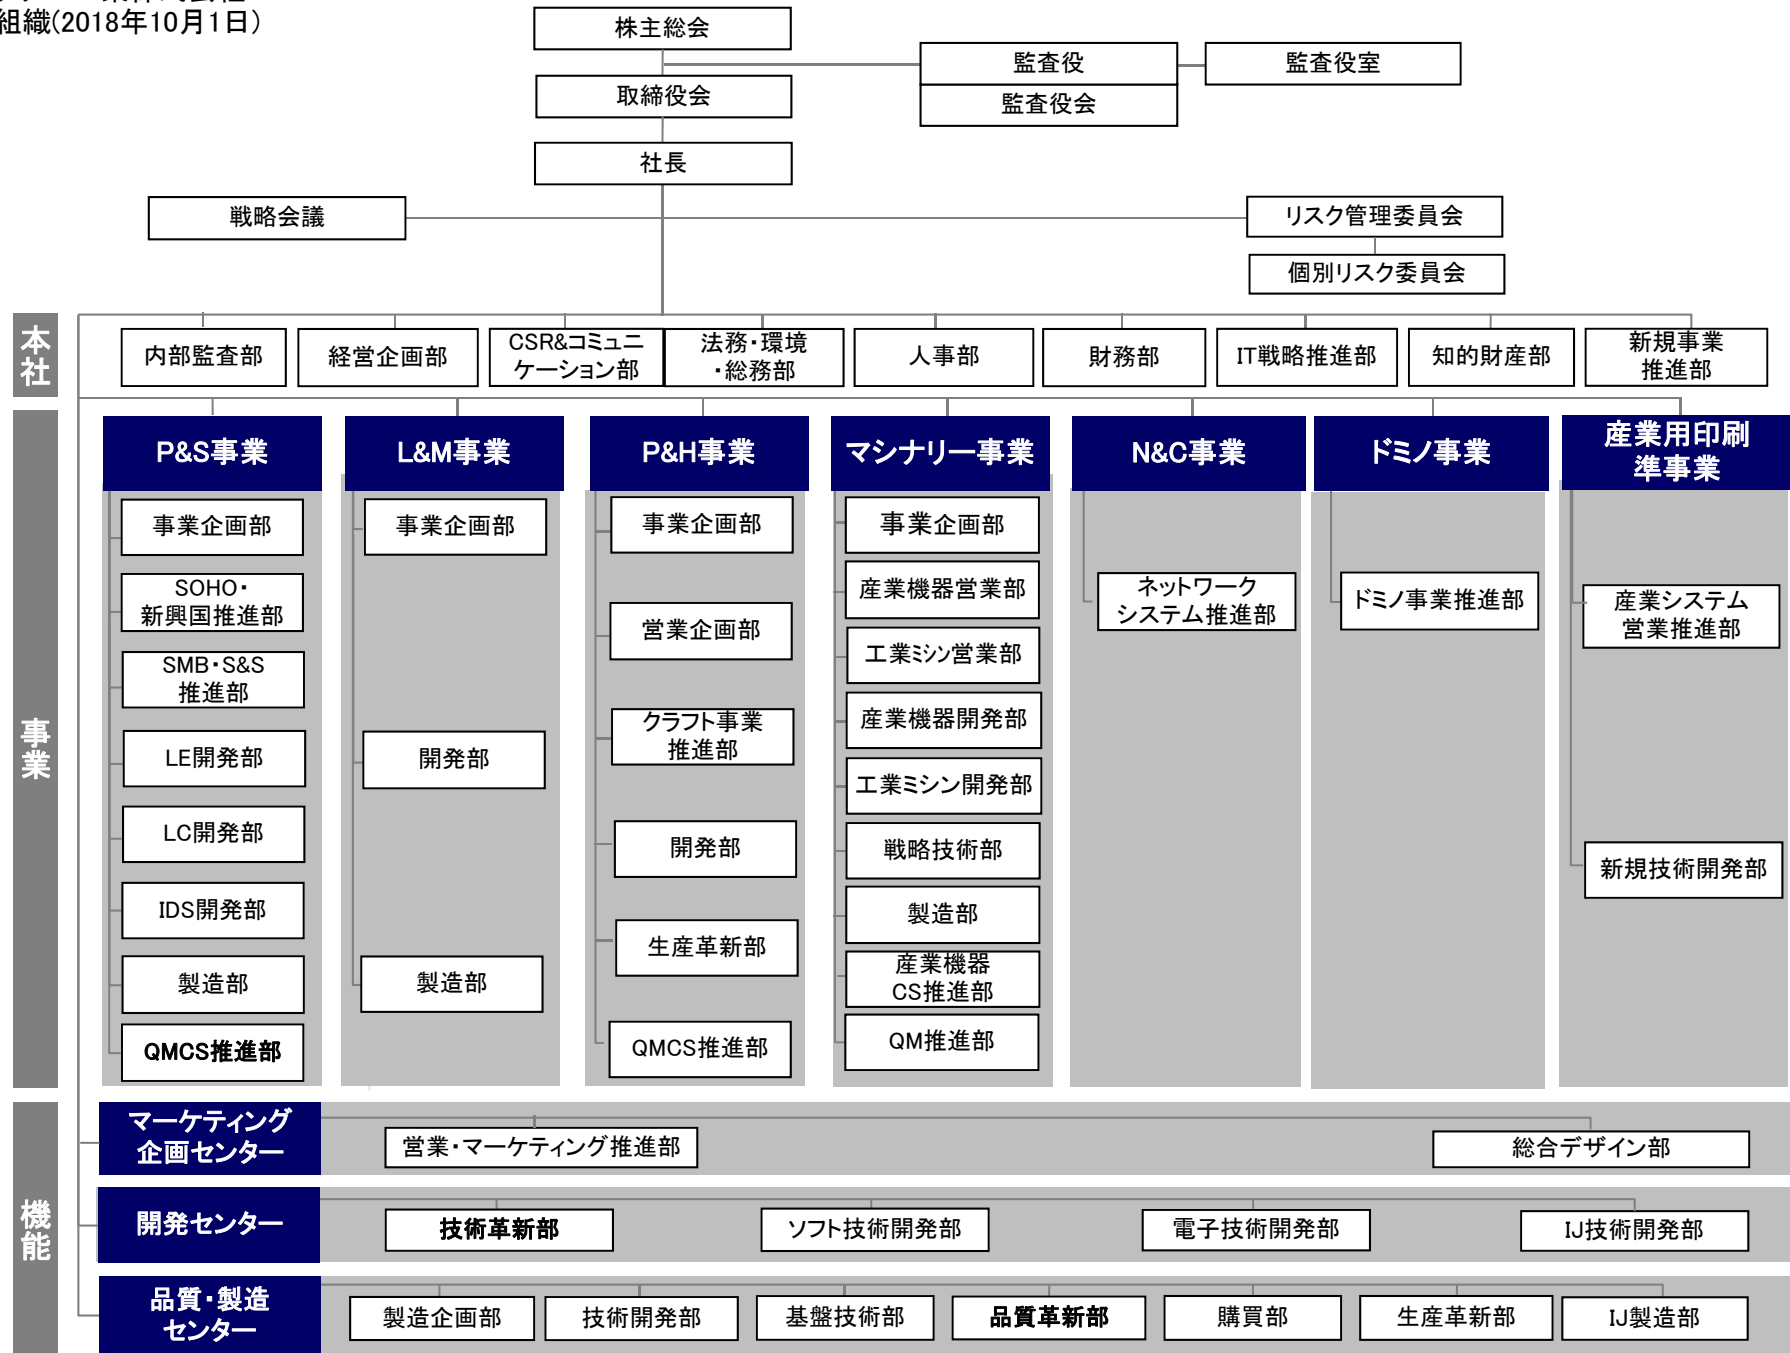 組織(2018年10月1日)
株主総会
監査役
監査役室
取締役会
監査役会
社長
戦略会議
リスク管理委員会
個別リスク委員会
本社
内部監査部
経営企画部
CSR&コミュニ
ケーション部
法務・環境
・総務部
人事部
財務部
IT戦略推進部
知的財産部
新規事業
推進部
事業
P&S事業
事業企画部
SOHO・
新興国推進部
SMB・S&S
推進部
LE開発部
LC開発部
IDS開発部
製造部
QMCS推進部
L&M事業
事業企画部
開発部
製造部
P&H事業
事業企画部
営業企画部
クラフト事業
推進部
開発部
生産革新部
QMCS推進部
マシナリー事業
事業企画部
産業機器営業部
工業ミシン営業部
産業機器開発部
工業ミシン開発部
戦略技術部
製造部
産業機器
CS推進部
QM推進部
N&C事業
ネットワーク
システム推進部
ドミノ事業
ドミノ事業推進部
産業用印刷
準事業
産業システム
営業推進部
新規技術開発部
機能
マーケティング
企画センター
営業・マーケティング推進部
総合デザイン部
開発センター
技術革新部
ソフト技術開発部
電子技術開発部
IJ技術開発部
品質・製造
センター
製造企画部
技術開発部
基盤技術部
品質革新部
購買部
生産革新部
IJ製造部